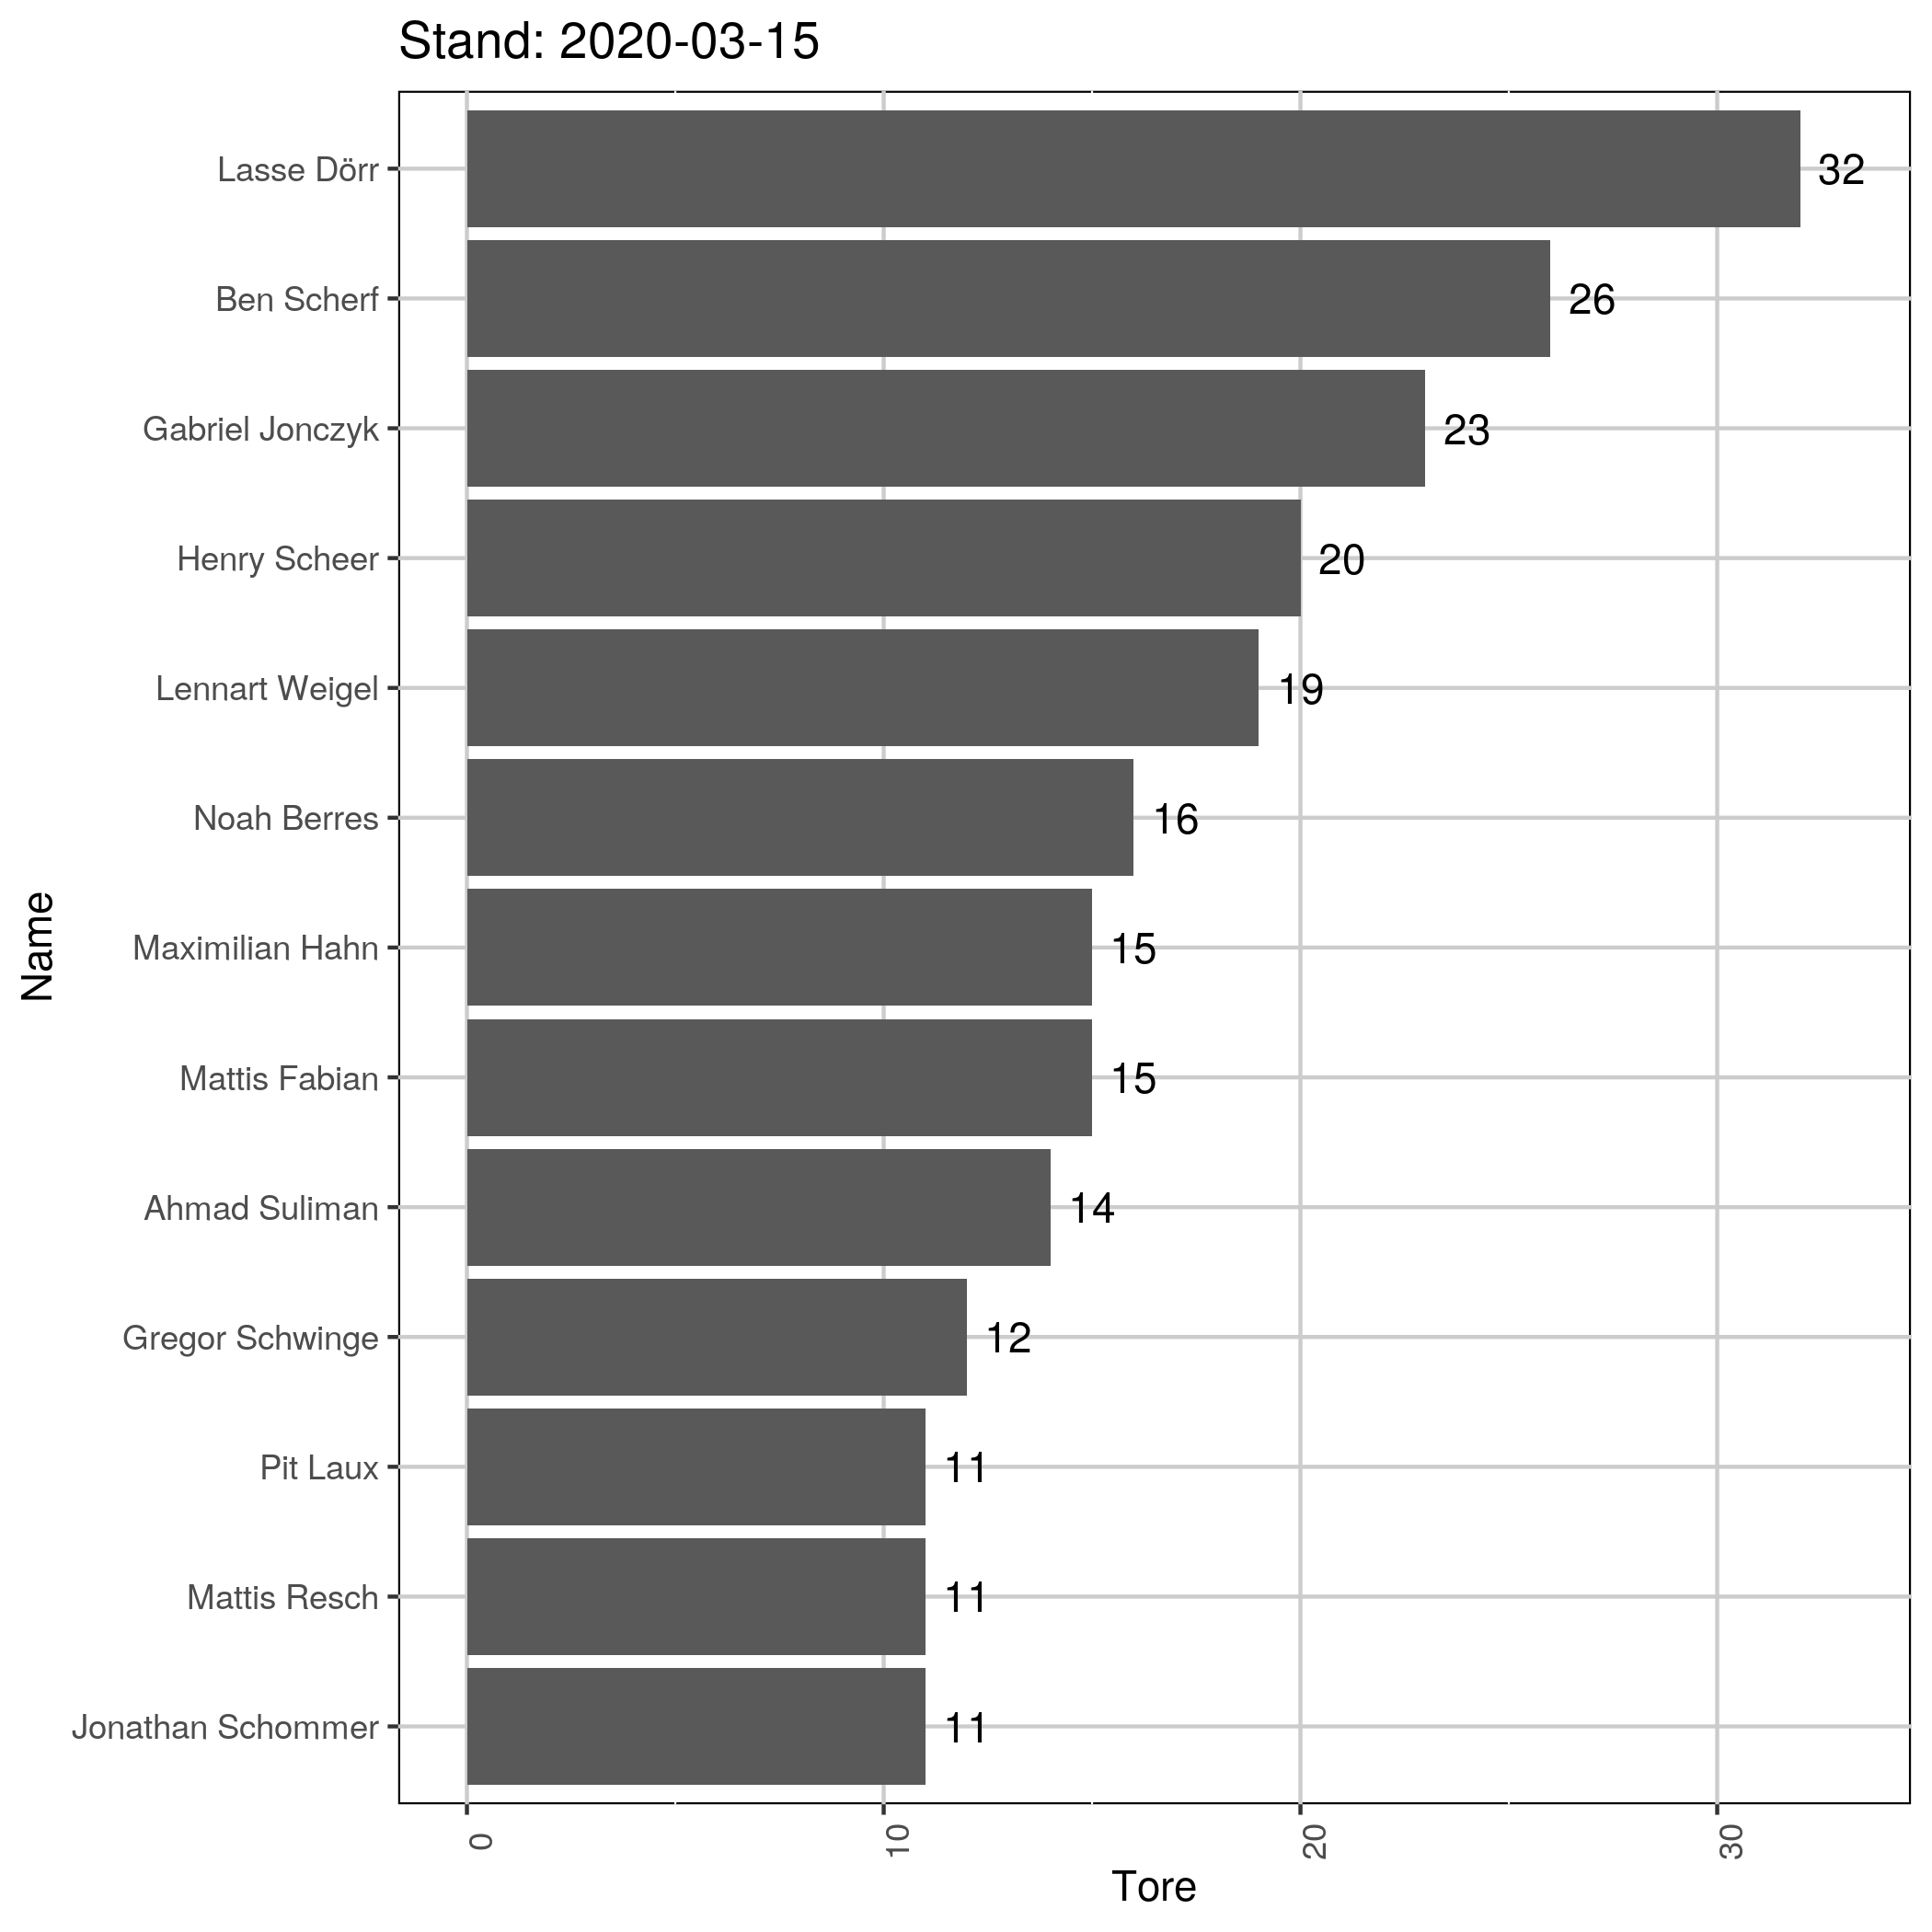 Stand: 2020-03-15
Lasse Dörr 32
Ben Scherf 26
Gabriel Jonczyk 23
Henry Scheer 20
Lennart Weigel 19
Noah Berres 16
Maximilian Hahn 15
Mattis Fabian 15
Ahmad Suliman 14
Gregor Schwinge 12
Pit Laux 11
Mattis Resch 11
Jonathan Schommer 11
Name
0 10 20 30
Tore